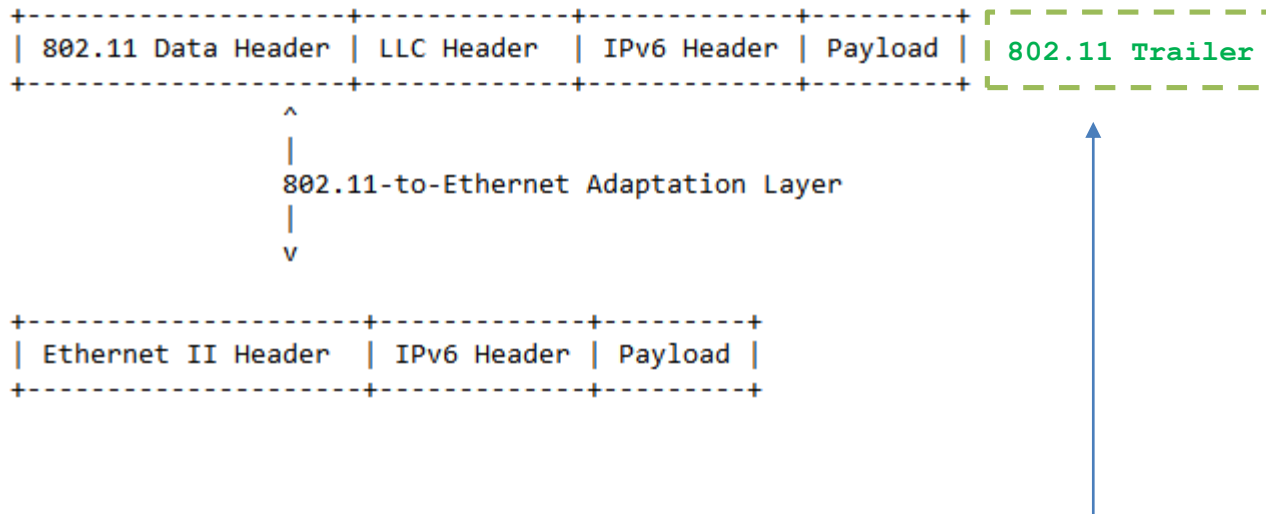 +---------------------+-------------+-------------+---------+
| 802.11 Data Header | LLC Header | IPv6 Header | Payload | 802.11 Trailer
+---------------------+-------------+-------------+---------+
^
|
802.11-to-Ethernet Adaptation Layer
|
v
+---------------------+-------------+---------+
| Ethernet II Header | IPv6 Header | Payload |
+---------------------+-------------+---------+